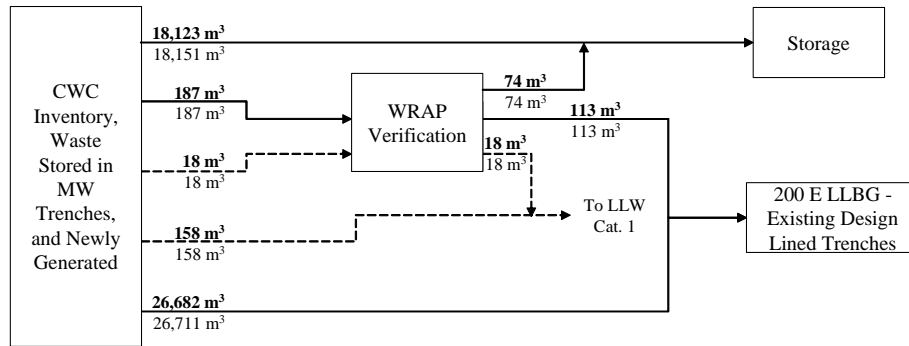 18,123 m³
18,151 m³
Storage
CWC
Inventory,
Waste
Stored in
MW
Trenches,
and Newly
Generated
187 m³
187 m³
WRAP
Verification
74 m³
74 m³
113 m³
113 m³
18 m³
18 m³
18 m³
18 m³
To LLW
Cat. 1
200 E LLBG -
Existing Design
Lined Trenches
158 m³
158 m³
26,682 m³
26,711 m³